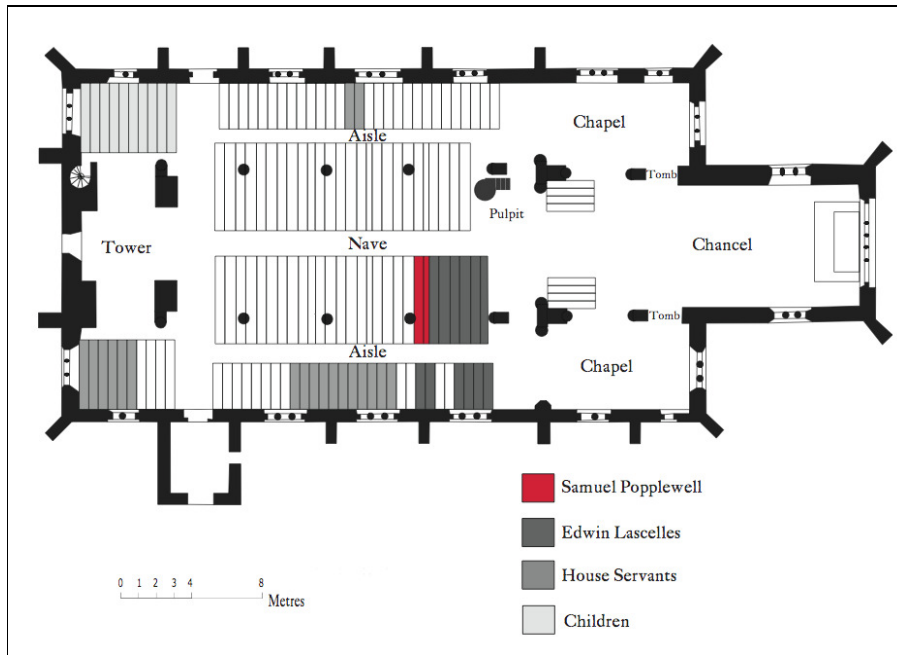 Chapel
Aisle
Tomb
Pulpit
Tower
Nave
Chancel
Tomb
Aisle
Chapel
Samuel Popplewell
Edwin Lascelles
House Servants
Children
0 1 2 3 4 8
Metres